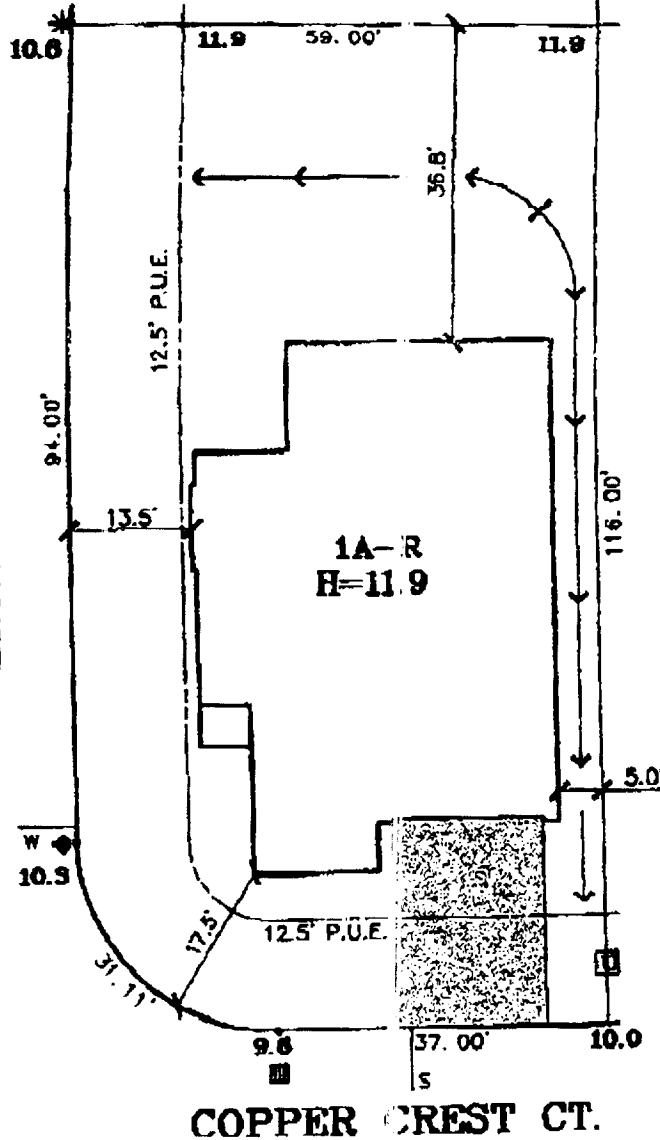 10.6
11.9
59.00'
11.9
36.8'
12.5' P.U.E.
94.00'
13.5'
1A-R
H=11.9
116.00'
5.0
W
10.3
17.5'
12.5' P.U.E.
31.11'
9.6
37.00'
10.0
S
COPPER CREST CT.